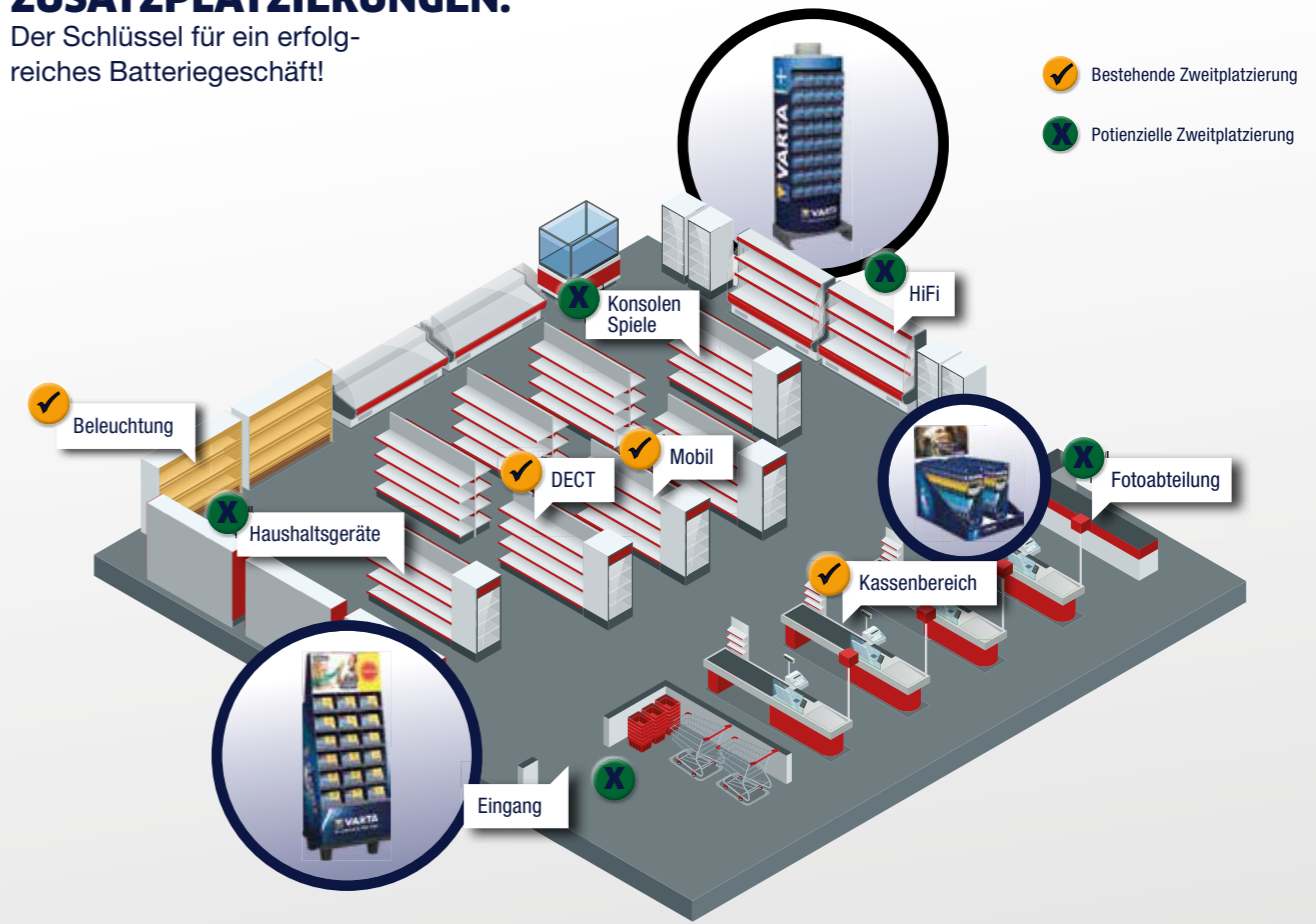 ZUSATZPLATZIERUNGEN.
Der Schlüssel für ein erfolg-
reiches Batteriegeschäft!
Bestehende Zweitplatzierung
X Potienzielle Zweitplatzierung
VARTA
VARTA
X HiFi
X Konsolen
Spiele
Beleuchtung
Mobil
DECT
X Fotoabteilung
X Haushaltsgeräte
Kassenbereich
VARTA
Eingang
X